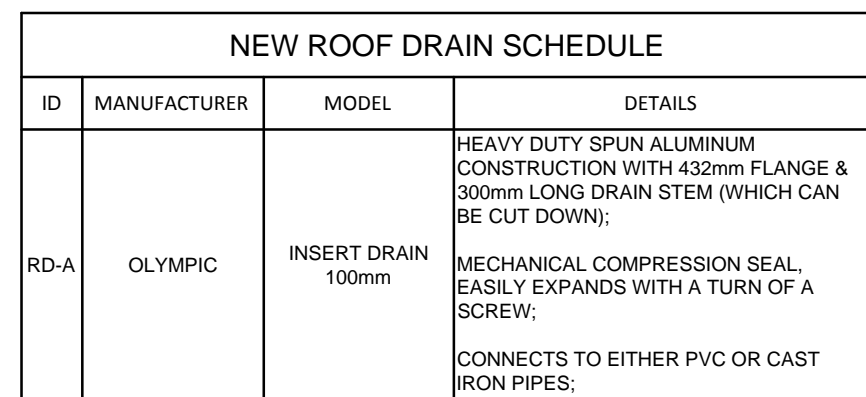 NEW ROOF DRAIN SCHEDULE
ID MANUFACTURER MODEL DETAILS
RD-A
OLYMPIC
INSERT DRAIN
100mm
HEAVY DUTY SPUN ALUMINUM
CONSTRUCTION WITH 432mm FLANGE &
300mm LONG DRAIN STEM (WHICH CAN
BE CUT DOWN);
MECHANICAL COMPRESSION SEAL,
EASILY EXPANDS WITH A TURN OF A
SCREW;
CONNECTS TO EITHER PVC OR CAST
IRON PIPES;